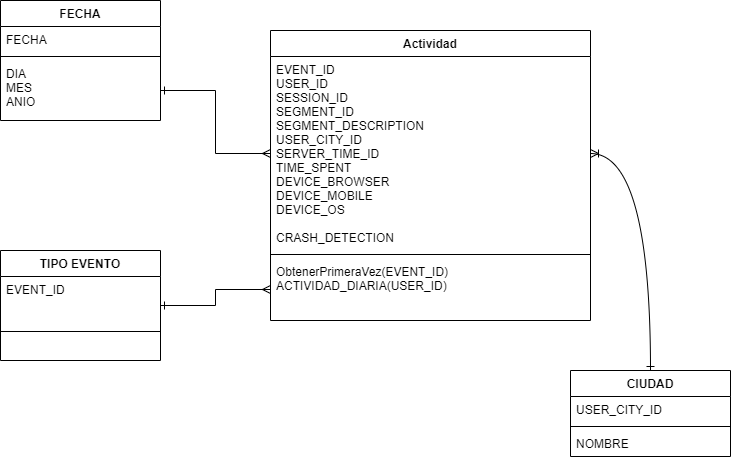 FECHA
FECHA
DIA
MES
ANIO
Actividad
EVENT_ID
USER_ID
SESSION_ID
SEGMENT_ID
SEGMENT_DESCRIPTION
USER_CITY_ID
SERVER_TIME_ID
TIME_SPENT
DEVICE_BROWSER
DEVICE_MOBILE
DEVICE_OS
CRASH_DETECTION
ObtenerPrimeraVez(EVENT_ID)
ACTIVIDAD_DIARIA(USER_ID)
TIPO EVENTO
EVENT_ID
CIUDAD
USER_CITY_ID
NOMBRE